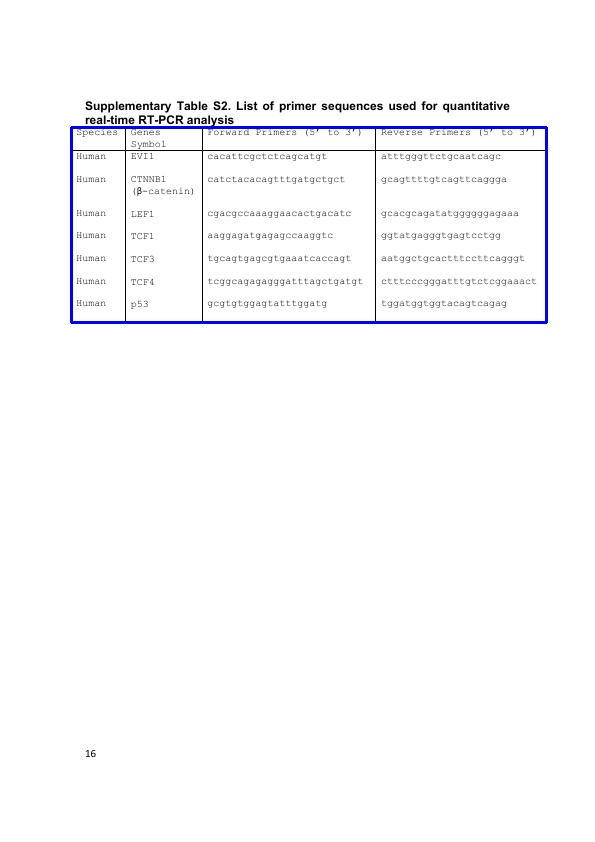 Supplementary Table S2. List of primer sequences used for quantitative
real-time RT-PCR analysis
Species Genes Forward Primers (5’ to 3’) Reverse Primers (5’ to 3’)
Symbol
Human EVI1 cacattcgctctcagcatgt atttgggttctgcaatcagc
Human CTNNB1 catctacacagtttgatgctgct gcagttttgtcagttcaggga
(β-catenin)
Human LEF1 cgacgccaaaggaacactgacatc gcacgcagatatggggggagaaa
Human TCF1 aaggagatgagagccaaggtc ggtatgagggtgagtcctgg
Human TCF3 tgcagtgagcgtgaaatcaccagt aatggctgcactttccttcagggt
Human TCF4 tcggcagagagggatttagctgatgt ctttcccgggatttgtctcggaaact
Human p53 gcgtgtggagtatttggatg tggatggtggtacagtcagag
16